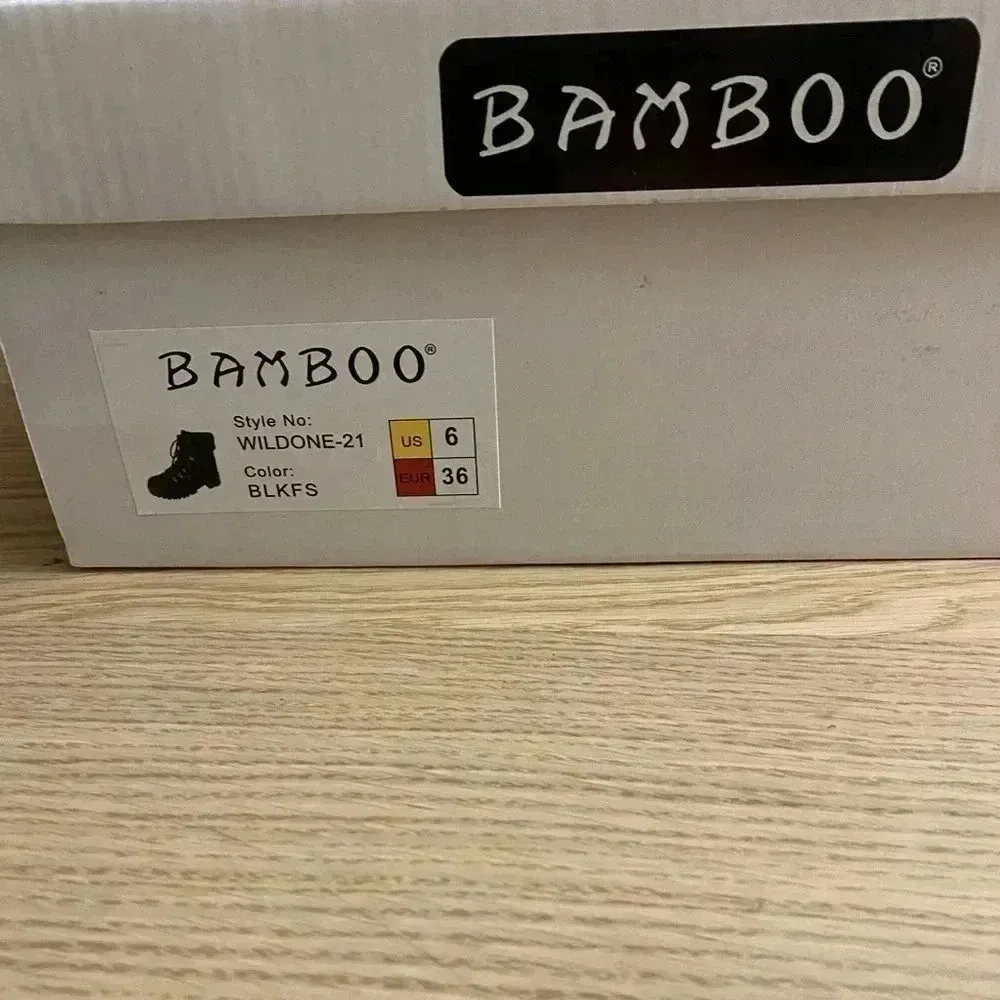 BAMBOO®
BAMBOO®
Style No:
WILDONE-21
Color:
BLKFS
US 6
EUR 36